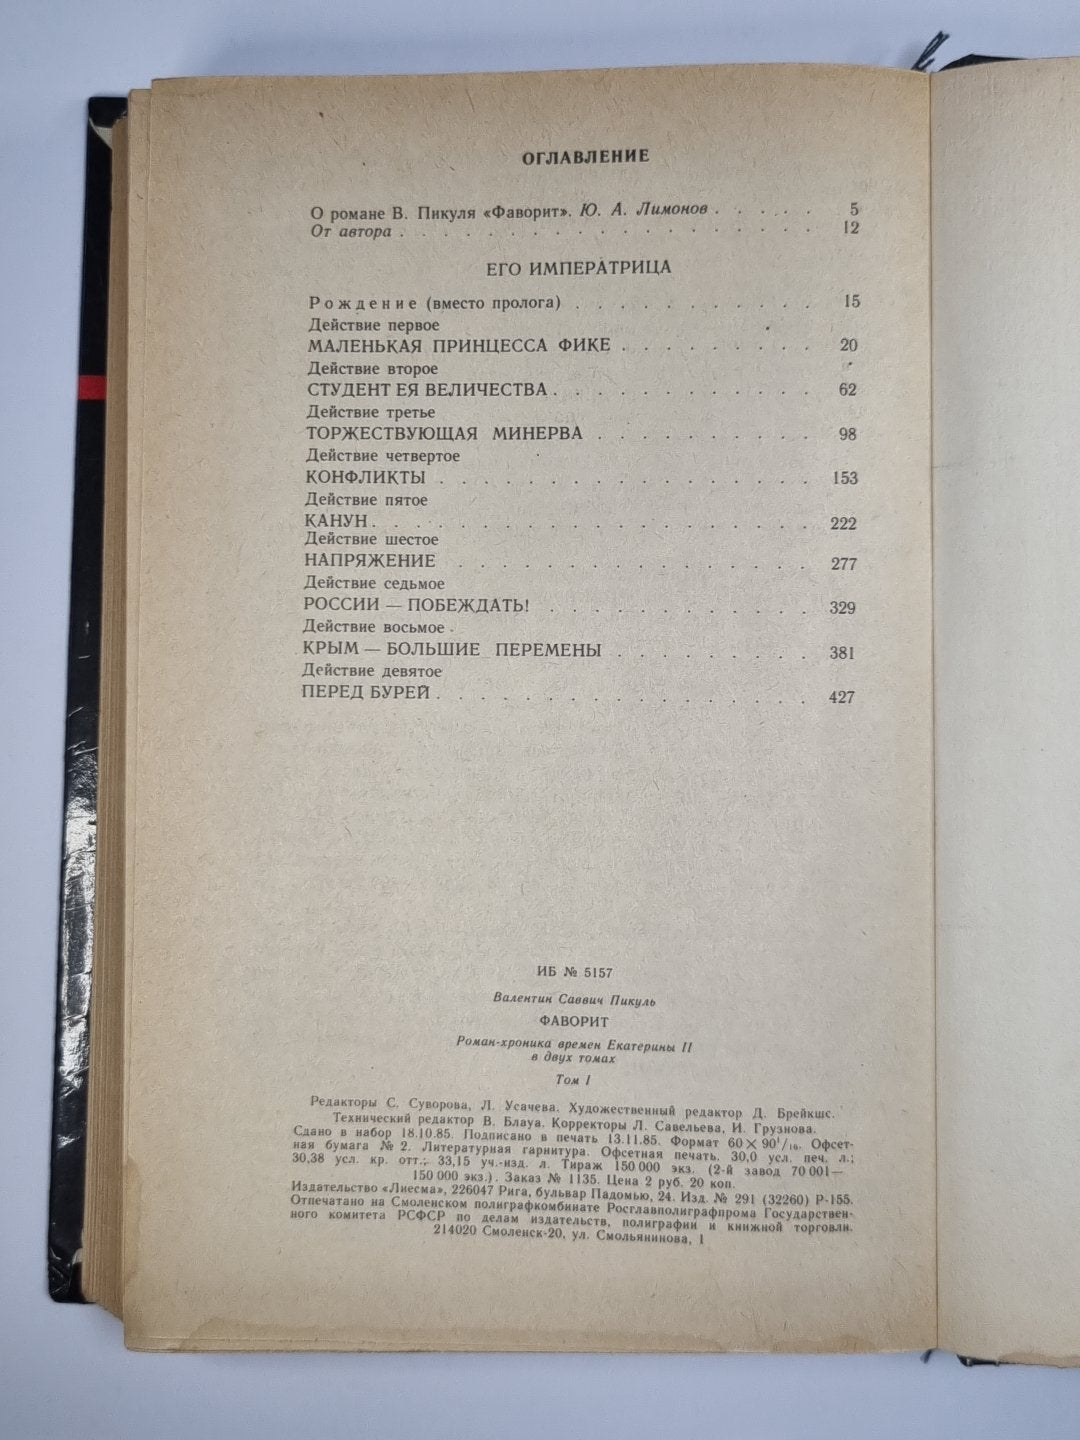 ОГЛАВЛЕНИЕ
О романе В. Пикуля «Фаворит». Ю. А. Лимонов . . . . . 5
От автора . . . . . . . . . . . . . . . . 12
ЕГО ИМПЕРАТРИЦА
Рождение (вместо пролога) . . . . . . . . . 15
Действие первое
МАЛЕНЬКАЯ ПРИНЦЕССА ФИКЕ . . . . . . . . 20
Действие второе
СТУДЕНТ ЕЯ ВЕЛИЧЕСТВА . . . . . . . . . . 62
Действие третье
ТОРЖЕСТВУЮЩАЯ МИНЕРВА . . . . . . . . . 98
Действие четвертое
КОНФЛИКТЫ . . . . . . . . . . . . . . 153
Действие пятое
КАНУН . . . . . . . . . . . . . . . . . 222
Действие шестое
НАПРЯЖЕНИЕ . . . . . . . . . . . . . . 277
Действие седьмое
РОССИИ — ПОБЕЖДАТЬ! . . . . . . . . . . 329
Действие восьмое
КРЫМ — БОЛЬШИЕ ПЕРЕМЕНЫ . . . . . . . . 381
Действие девятое
ПЕРЕД БУРЕЙ . . . . . . . . . . . . . . 427
ИБ № 5157
Валентин Саввич Пикуль
ФАВОРИТ
Роман-хроника времен Екатерины II
в двух томах
Том I
Редакторы С. Суворова, Л. Усачева. Художественный редактор Д. Брейкшс.
Технический редактор В. Блауа. Корректоры Л. Савельева, И. Грузнова.
Сдано в набор 18.10.85. Подписано в печать 13.11.85. Формат 60×90¹/₁₆. Офсет-
ная бумага № 2. Литературная гарнитура. Офсетная печать. 30,0 усл. печ. л.;
30,38 усл. кр. отт.; 33,15 уч.-изд. л. Тираж 150 000 экз. (2-й завод 70 001—
150 000 экз.). Заказ № 1135. Цена 2 руб. 20 коп.
Издательство «Лиесма», 226047 Рига, бульвар Падомью, 24. Изд. № 291 (32260) Р-155.
Отпечатано на Смоленском полиграфкомбинате Росглавполиграфпрома Государствен-
ного комитета РСФСР по делам издательств, полиграфии и книжной торговли.
214020 Смоленск-20, ул. Смольянинова, 1